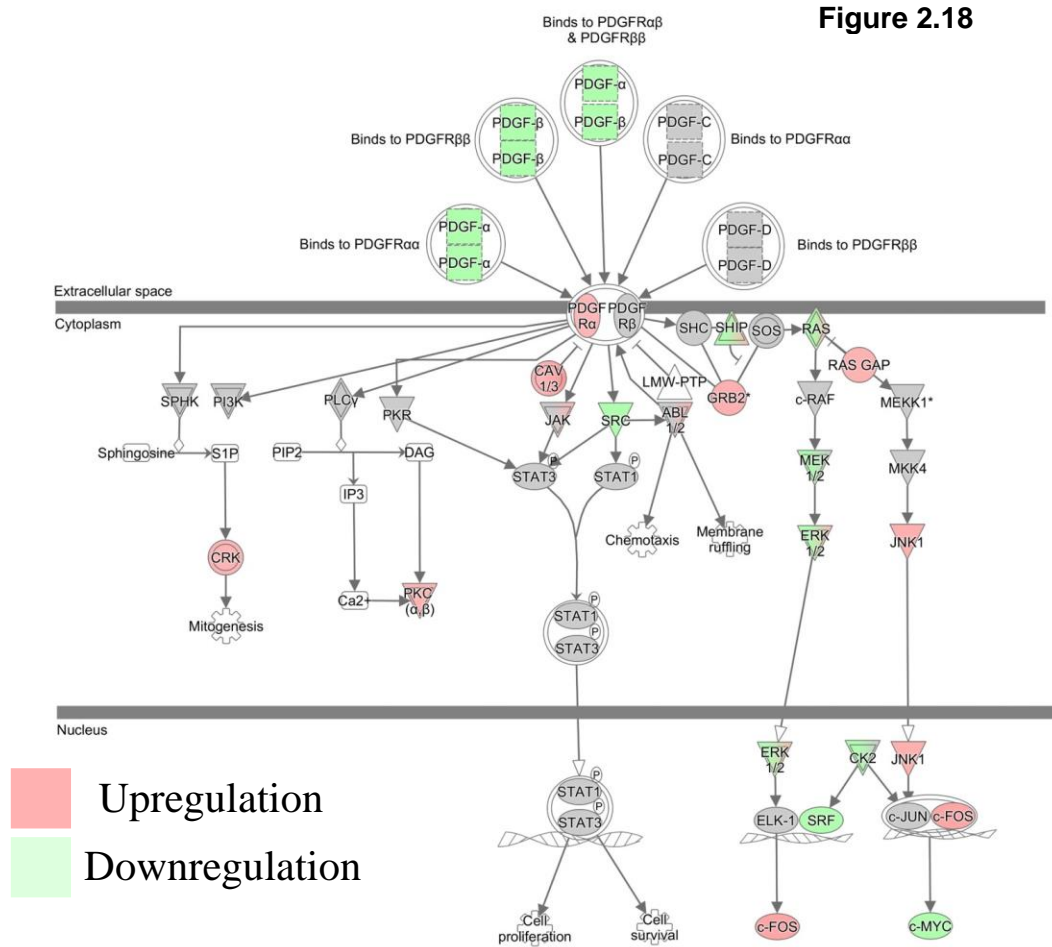 Figure 2.18
Binds to PDGFRαβ
& PDGFRββ
PDGF-α
PDGF-β
Binds to PDGFRββ
PDGF-β
PDGF-β
PDGF-C
PDGF-C
Binds to PDGFRαα
Binds to PDGFRαα
PDGF-α
PDGF-α
PDGF-D
PDGF-D
Binds to PDGFRββ
Extracellular space
Cytoplasm
PDGF
Rα
PDGF
Rβ
SHC
SHIP
SOS
RAS
RAS GAP
CAV
1/3
LMW-PTP
GRB2*
SPHK
PI3K
PLCγ
PKR
JAK
SRC
ABL
1/2
c-RAF
MEKK1*
Sphingosine
S1P
PIP2
DAG
IP3
STAT3
P
STAT1
P
MEK
1/2
MKK4
Chemotaxis
Membrane
ruffling
ERK
1/2
JNK1
CRK
Ca2+
PKC
(α,β)
Mitogenesis
STAT1
P
STAT3
P
Nucleus
ERK
1/2
CK2
JNK1
STAT1
P
STAT3
P
ELK-1
SRF
c-JUN
c-FOS
Upregulation
Downregulation
Cell
proliferation
Cell
survival
c-FOS
c-MYC